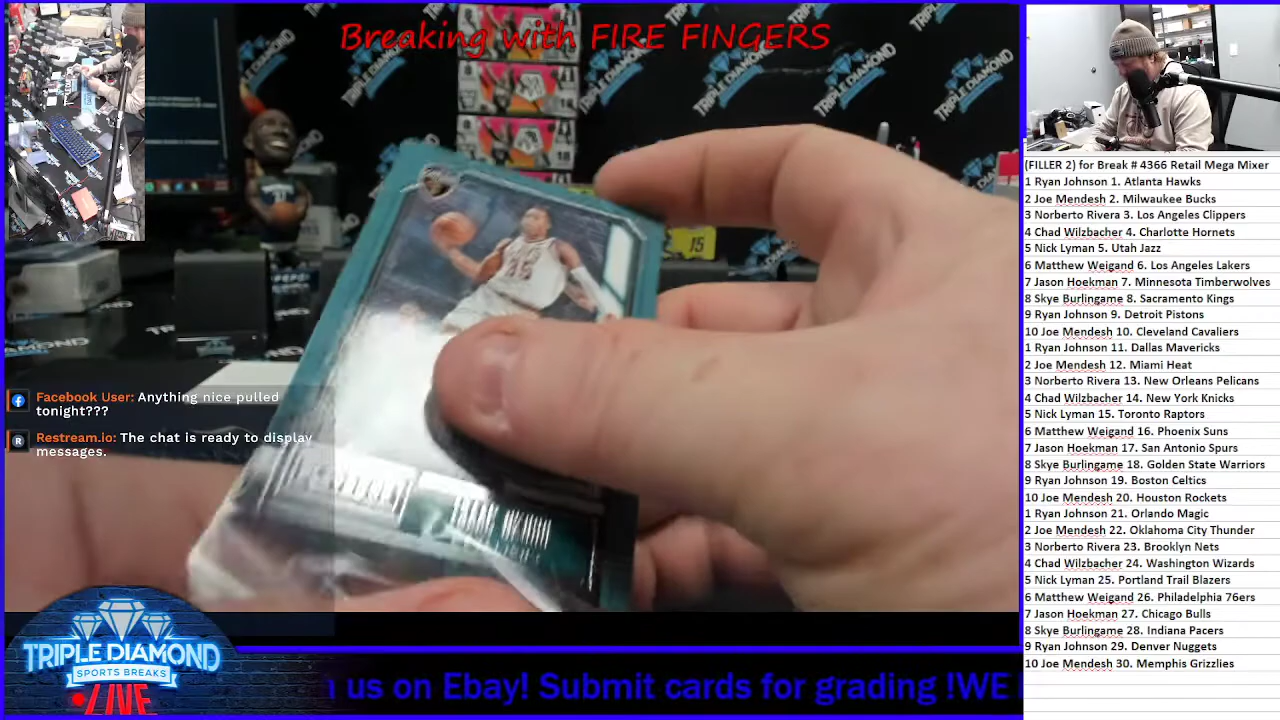 Breaking with FIRE FINGERS
TRIPLE DIAMOND
15
35
Facebook User: Anything nice pulled
tonight???
Restream.io: The chat is ready to display
messages.
TRIPLE DIAMOND
SPORTS BREAKS
LIVE
us on Ebay! Submit cards for grading !WE
(FILLER 2) for Break # 4366 Retail Mega Mixer
1 Ryan Johnson 1. Atlanta Hawks
2 Joe Mendesh 2. Milwaukee Bucks
3 Norberto Rivera 3. Los Angeles Clippers
4 Chad Wilzbacher 4. Charlotte Hornets
5 Nick Lyman 5. Utah Jazz
6 Matthew Weigand 6. Los Angeles Lakers
7 Jason Hoekman 7. Minnesota Timberwolves
8 Skye Burlingame 8. Sacramento Kings
9 Ryan Johnson 9. Detroit Pistons
10 Joe Mendesh 10. Cleveland Cavaliers
1 Ryan Johnson 11. Dallas Mavericks
2 Joe Mendesh 12. Miami Heat
3 Norberto Rivera 13. New Orleans Pelicans
4 Chad Wilzbacher 14. New York Knicks
5 Nick Lyman 15. Toronto Raptors
6 Matthew Weigand 16. Phoenix Suns
7 Jason Hoekman 17. San Antonio Spurs
8 Skye Burlingame 18. Golden State Warriors
9 Ryan Johnson 19. Boston Celtics
10 Joe Mendesh 20. Houston Rockets
1 Ryan Johnson 21. Orlando Magic
2 Joe Mendesh 22. Oklahoma City Thunder
3 Norberto Rivera 23. Brooklyn Nets
4 Chad Wilzbacher 24. Washington Wizards
5 Nick Lyman 25. Portland Trail Blazers
6 Matthew Weigand 26. Philadelphia 76ers
7 Jason Hoekman 27. Chicago Bulls
8 Skye Burlingame 28. Indiana Pacers
9 Ryan Johnson 29. Denver Nuggets
10 Joe Mendesh 30. Memphis Grizzlies